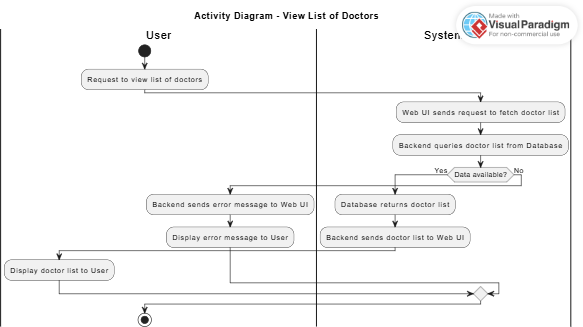 Activity Diagram - View List of Doctors
Made with
Visual Paradigm
For non-commercial use
User
System
Request to view list of doctors
Web UI sends request to fetch doctor list
Backend queries doctor list from Database
Yes
Data available?
No
Backend sends error message to Web UI
Database returns doctor list
Display error message to User
Backend sends doctor list to Web UI
Display doctor list to User